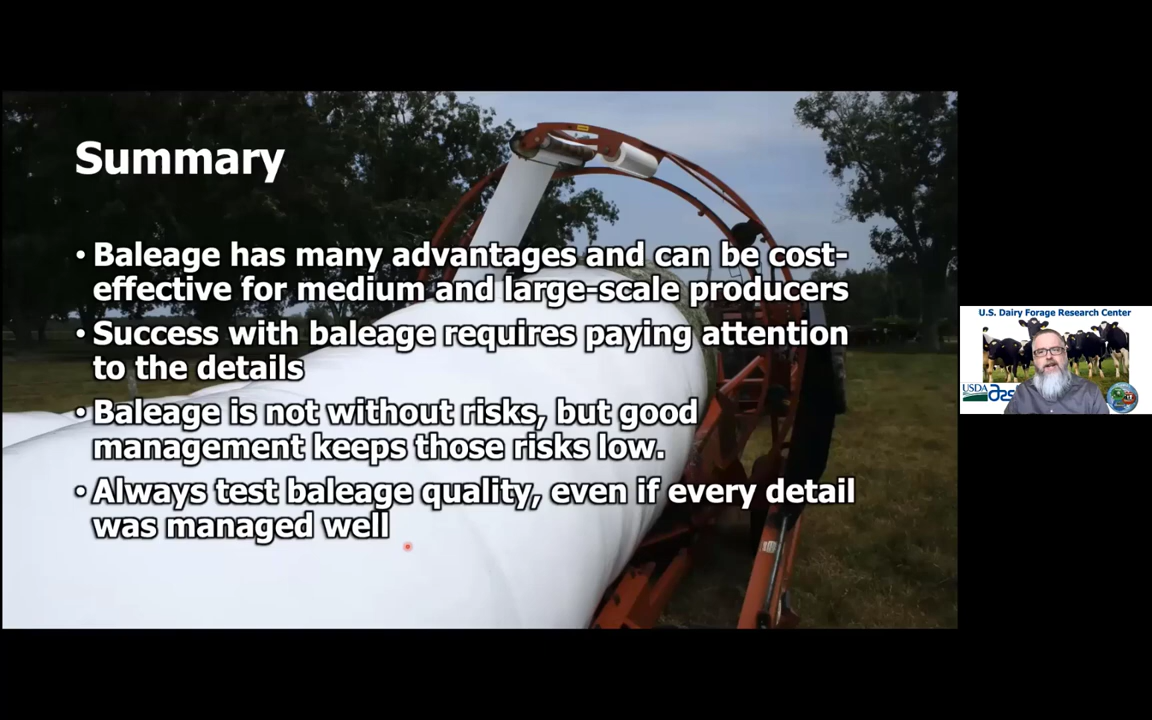 Summary
• Baleage has many advantages and can be cost-
effective for medium and large-scale producers
• Success with baleage requires paying attention
to the details
• Baleage is not without risks, but good
management keeps those risks low.
• Always test baleage quality, even if every detail
was managed well
U.S. Dairy Forage Research Center
USDA